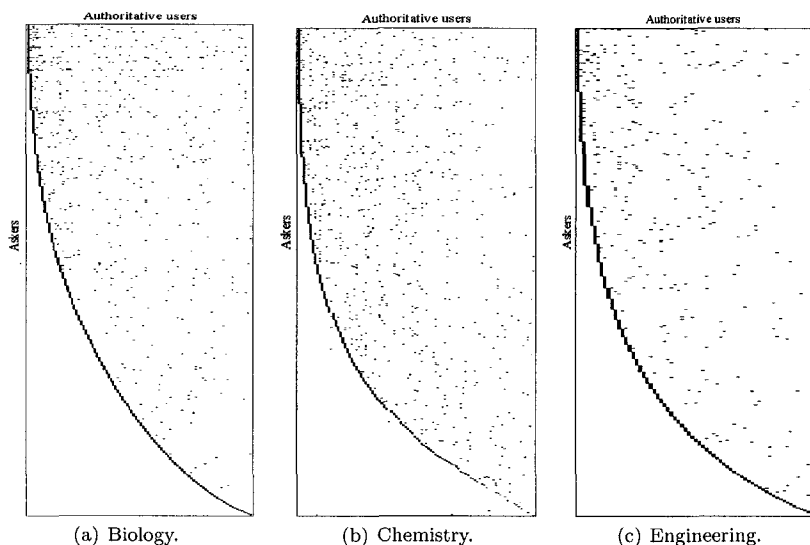 Authoritative users
Authoritative users
Authoritative users
Askers
Askers
Askers
(a) Biology.
(b) Chemistry.
(c) Engineering.